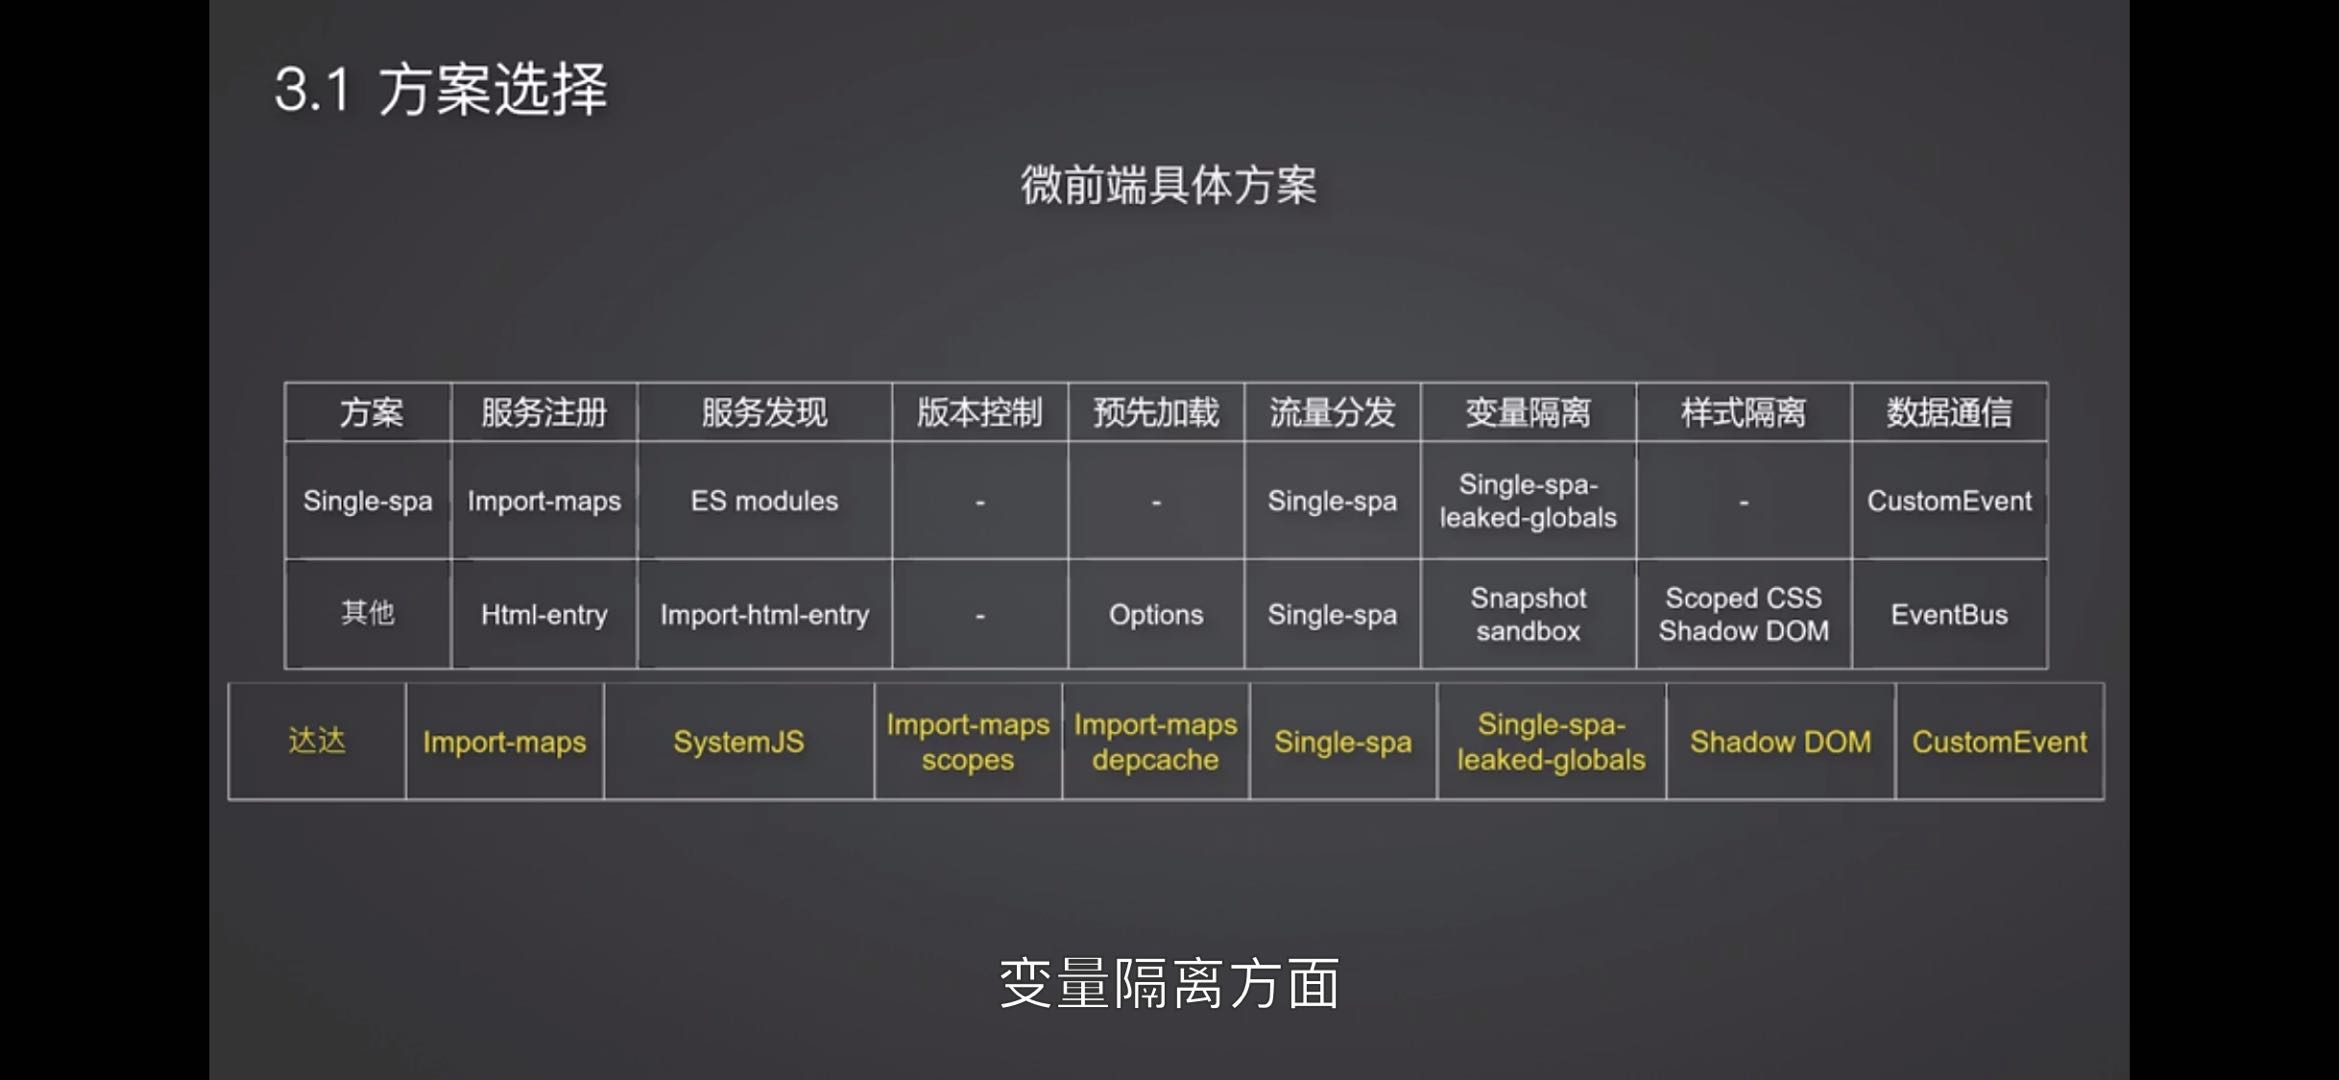 3.1 方案选择
微前端具体方案
方案 服务注册 服务发现 版本控制 预先加载 流量分发 变量隔离 样式隔离 数据通信
Single-spa Import-maps ES modules - - Single-spa Single-spa-leaked-globals - CustomEvent
其他 Html-entry Import-html-entry - Options Single-spa Snapshot sandbox Scoped CSS Shadow DOM EventBus
达达 Import-maps SystemJS Import-maps scopes Import-maps depcache Single-spa Single-spa-leaked-globals Shadow DOM CustomEvent
变量隔离方面